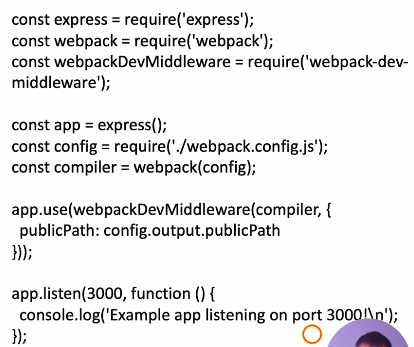 const express = require('express');
const webpack = require('webpack');
const webpackDevMiddleware = require('webpack-dev-
middleware');
const app = express();
const config = require('./webpack.config.js');
const compiler = webpack(config);
app.use(webpackDevMiddleware(compiler, {
publicPath: config.output.publicPath
}));
app.listen(3000, function () {
console.log('Example app listening on port 3000!\n');
});